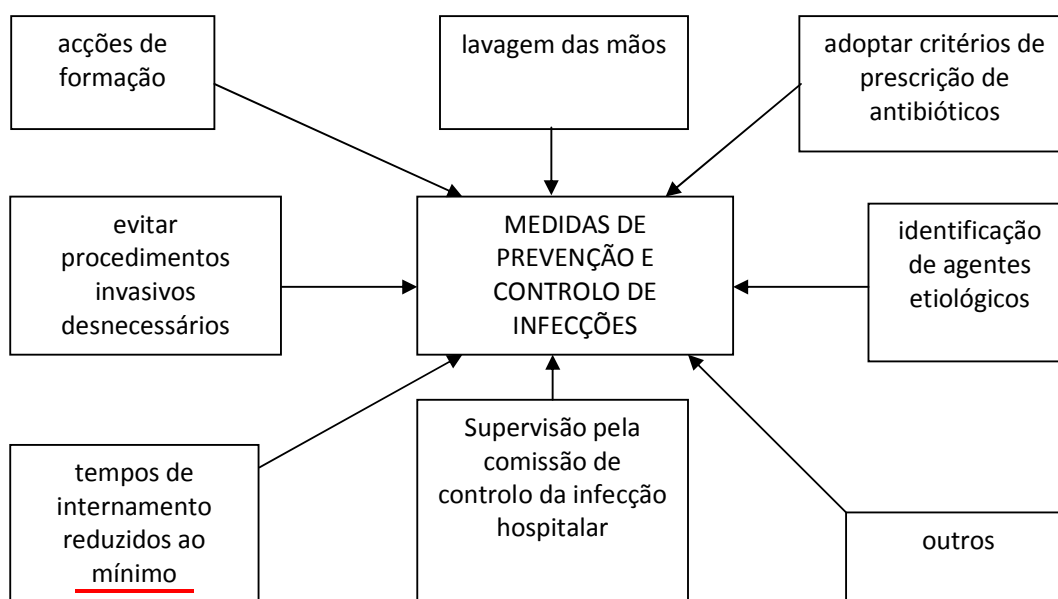 acções de
formação
lavagem das mãos
adoptar critérios de
prescrição de
antibióticos
evitar
procedimentos
invasivos
desnecessários
MEDIDAS DE
PREVENÇÃO E
CONTROLO DE
INFECÇÕES
identificação
de agentes
etiológicos
tempos de
internamento
reduzidos ao
mínimo
Supervisão pela
comissão de
controlo da infecção
hospitalar
outros